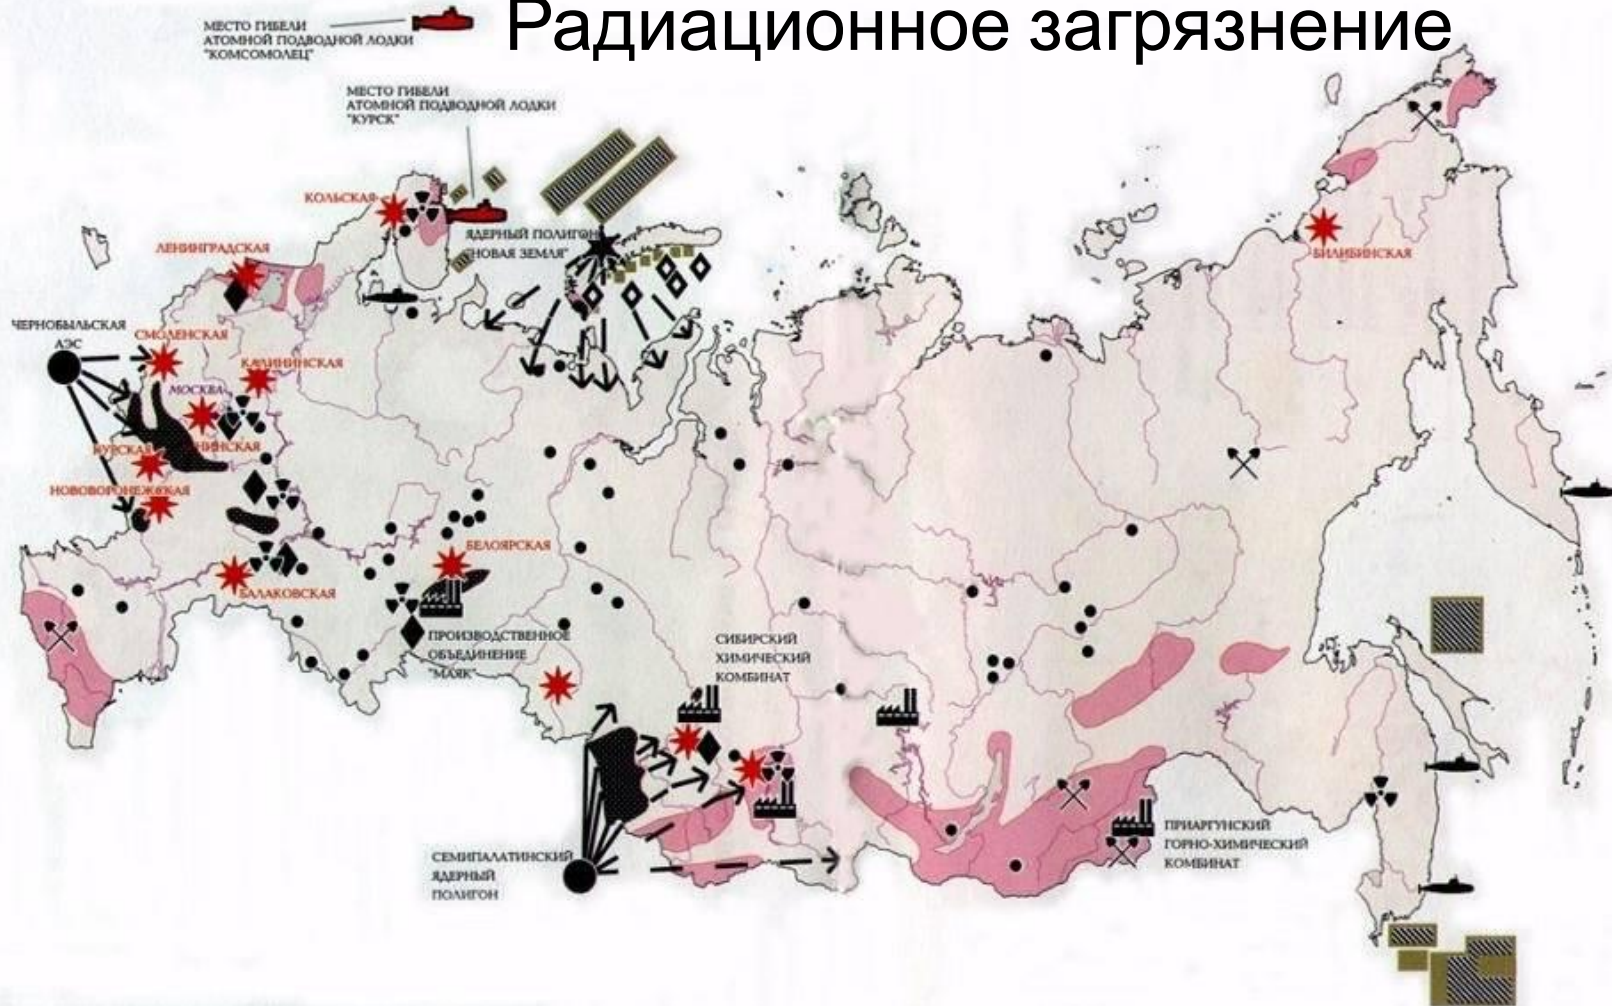 Радиационное загрязнение
МЕСТО ГИБЕЛИ
АТОМНОЙ ПОДВОДНОЙ ЛОДКИ
"КОМСОМОЛЕЦ"
МЕСТО ГИБЕЛИ
АТОМНОЙ ПОДВОДНОЙ ЛОДКИ
"КУРСК"
КОЛЬСКАЯ
ЯДЕРНЫЙ ПОЛИГОН
"НОВАЯ ЗЕМЛЯ"
ЛЕНИНГРАДСКАЯ
БИЛИБИНСКАЯ
ЧЕРНОБЫЛЬСКАЯ
АЭС
СМОЛЕНСКАЯ
КАЛИНИНСКАЯ
МОСКВА
КУРСКАЯ
НИНСКАЯ
НОВОВОРОНЕЖСКАЯ
БЕЛОЯРСКАЯ
БАЛАКОВСКАЯ
ПРОИЗВОДСТВЕННОЕ
ОБЪЕДИНЕНИЕ
"МАЯК"
СИБИРСКИЙ
ХИМИЧЕСКИЙ
КОМБИНАТ
СЕМИПАЛАТИНСКИЙ
ЯДЕРНЫЙ
ПОЛИГОН
ПРИАРГУНСКИЙ
ГОРНО-ХИМИЧЕСКИЙ
КОМБИНАТ